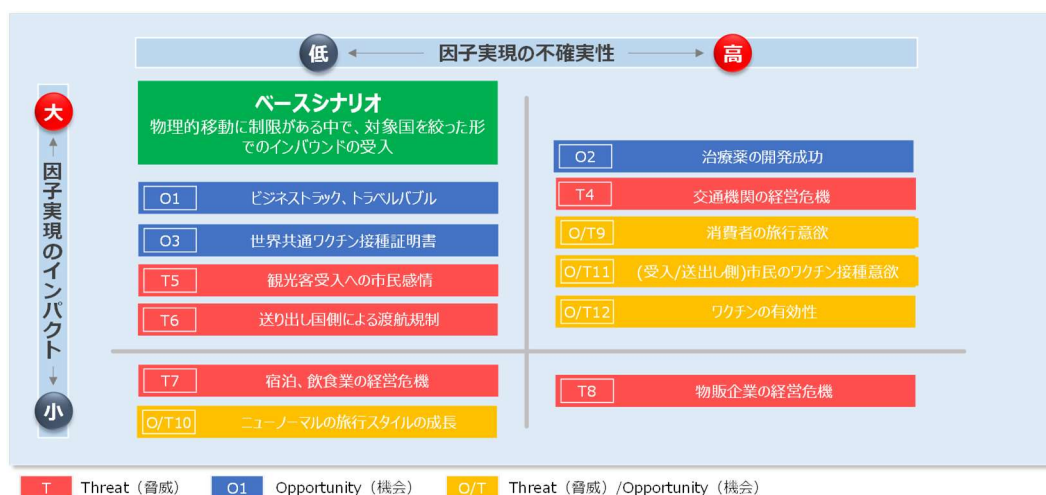 低 因子実現の不確実性 高
大
因子実現のインパクト
小
ベースシナリオ
物理的移動に制限がある中で、対象国を絞った形
でのインバウンドの受入
O1 ビジネストラック、トラベルバブル
O3 世界共通ワクチン接種証明書
T5 観光客受入への市民感情
T6 送り出し国側による渡航規制
O2 治療薬の開発成功
T4 交通機関の経営危機
O/T9 消費者の旅行意欲
O/T11 (受入/送出し側)市民のワクチン接種意欲
O/T12 ワクチンの有効性
T7 宿泊、飲食業の経営危機
O/T10 ニューノーマルの旅行スタイルの成長
T8 物販企業の経営危機
T Threat（脅威） O1 Opportunity（機会） O/T Threat（脅威）/Opportunity（機会）